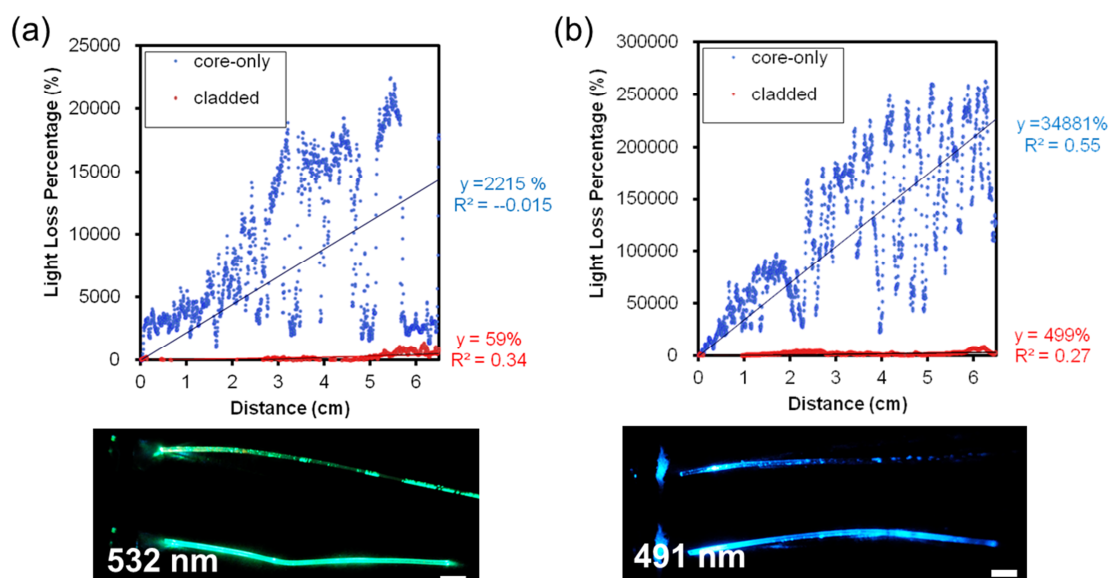 (a)
25000
20000
15000
10000
5000
0
Light Loss Percentage (%)
core-only
cladded
y =2215 %
R² = --0.015
y = 59%
R² = 0.34
0 1 2 3 4 5 6
Distance (cm)
532 nm
(b)
300000
250000
200000
150000
100000
50000
0
Light Loss Percentage (%)
core-only
cladded
y =34881%
R² = 0.55
y = 499%
R² = 0.27
0 1 2 3 4 5 6
Distance (cm)
491 nm